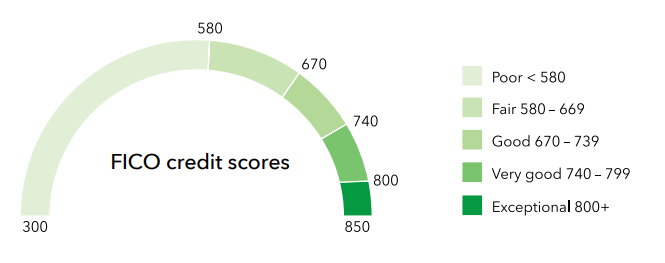 580
670
740
800
850
300
FICO credit scores
Poor < 580
Fair 580 – 669
Good 670 – 739
Very good 740 – 799
Exceptional 800+